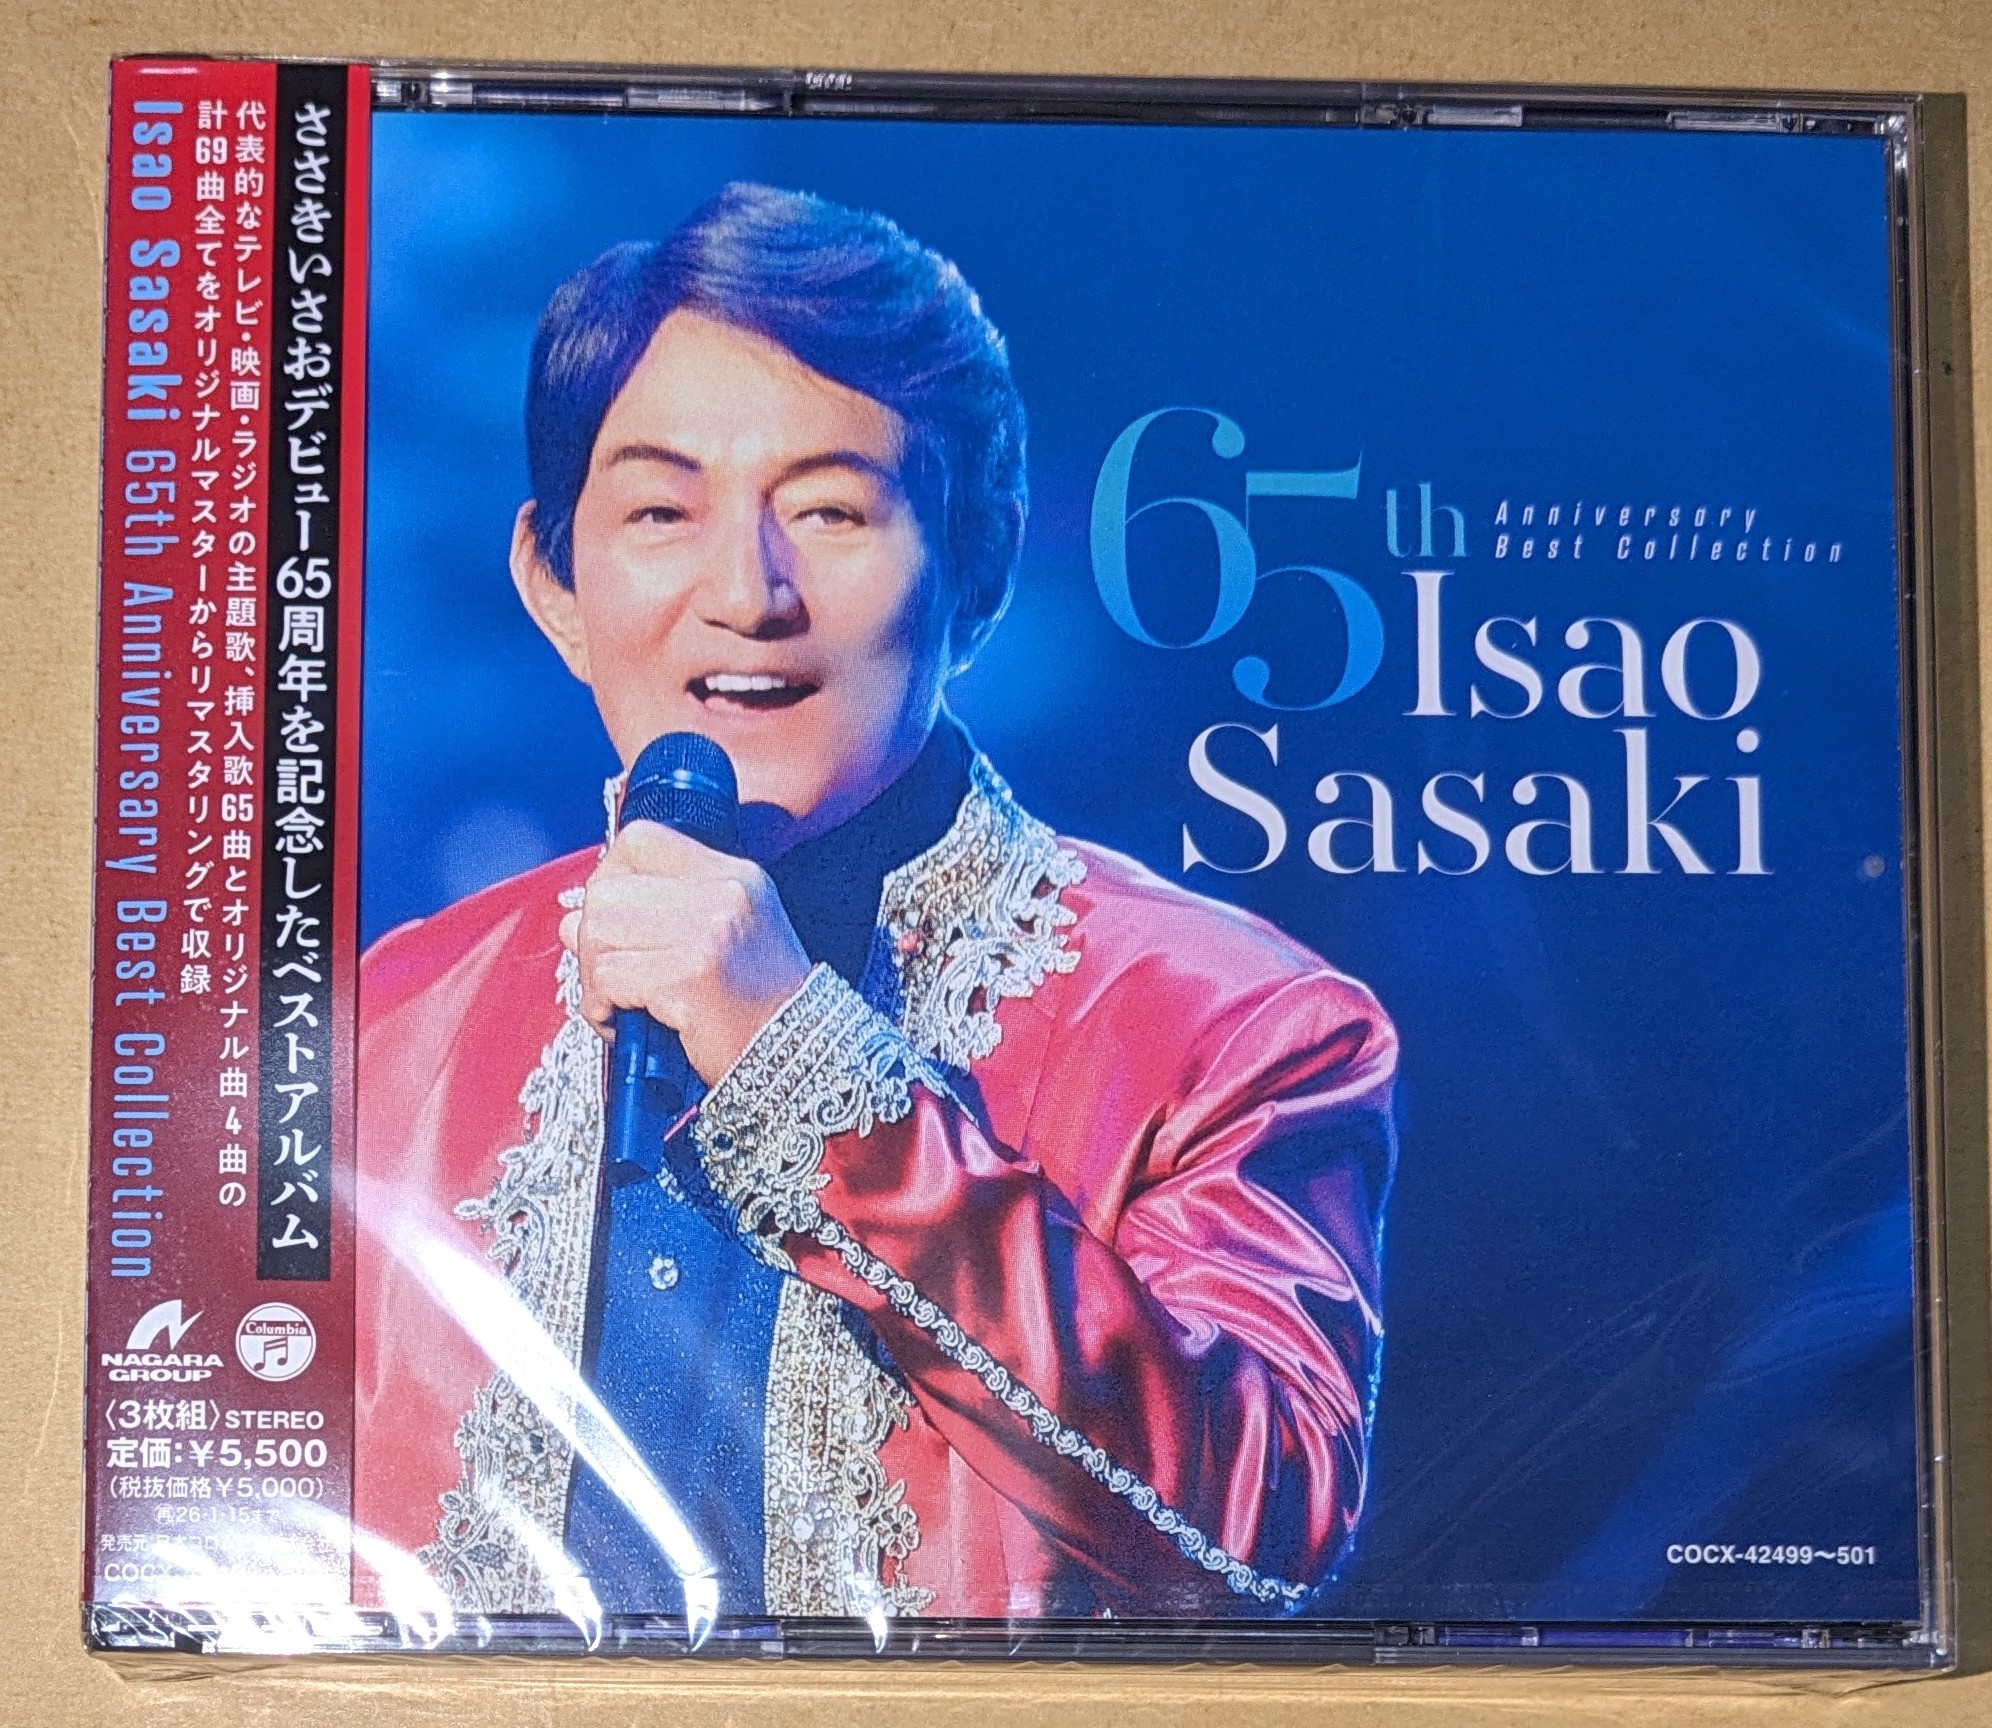 ささきいさおデビュー65周年を記念したベストアルバム
代表的なテレビ・映画・ラジオの主題歌、挿入歌65曲とオリジナル曲4曲の
計69曲全てをオリジナルマスターからリマスタリングで収録
Isao Sasaki 65th Anniversary Best Collection
NAGARA
GROUP
Columbia
〈3枚組〉STEREO
定価:¥5,500
(税抜価格¥5,000)
再26・1・15まで
発売元
65th Anniversary
Best Collection
Isao
Sasaki
COCX-42499〜501